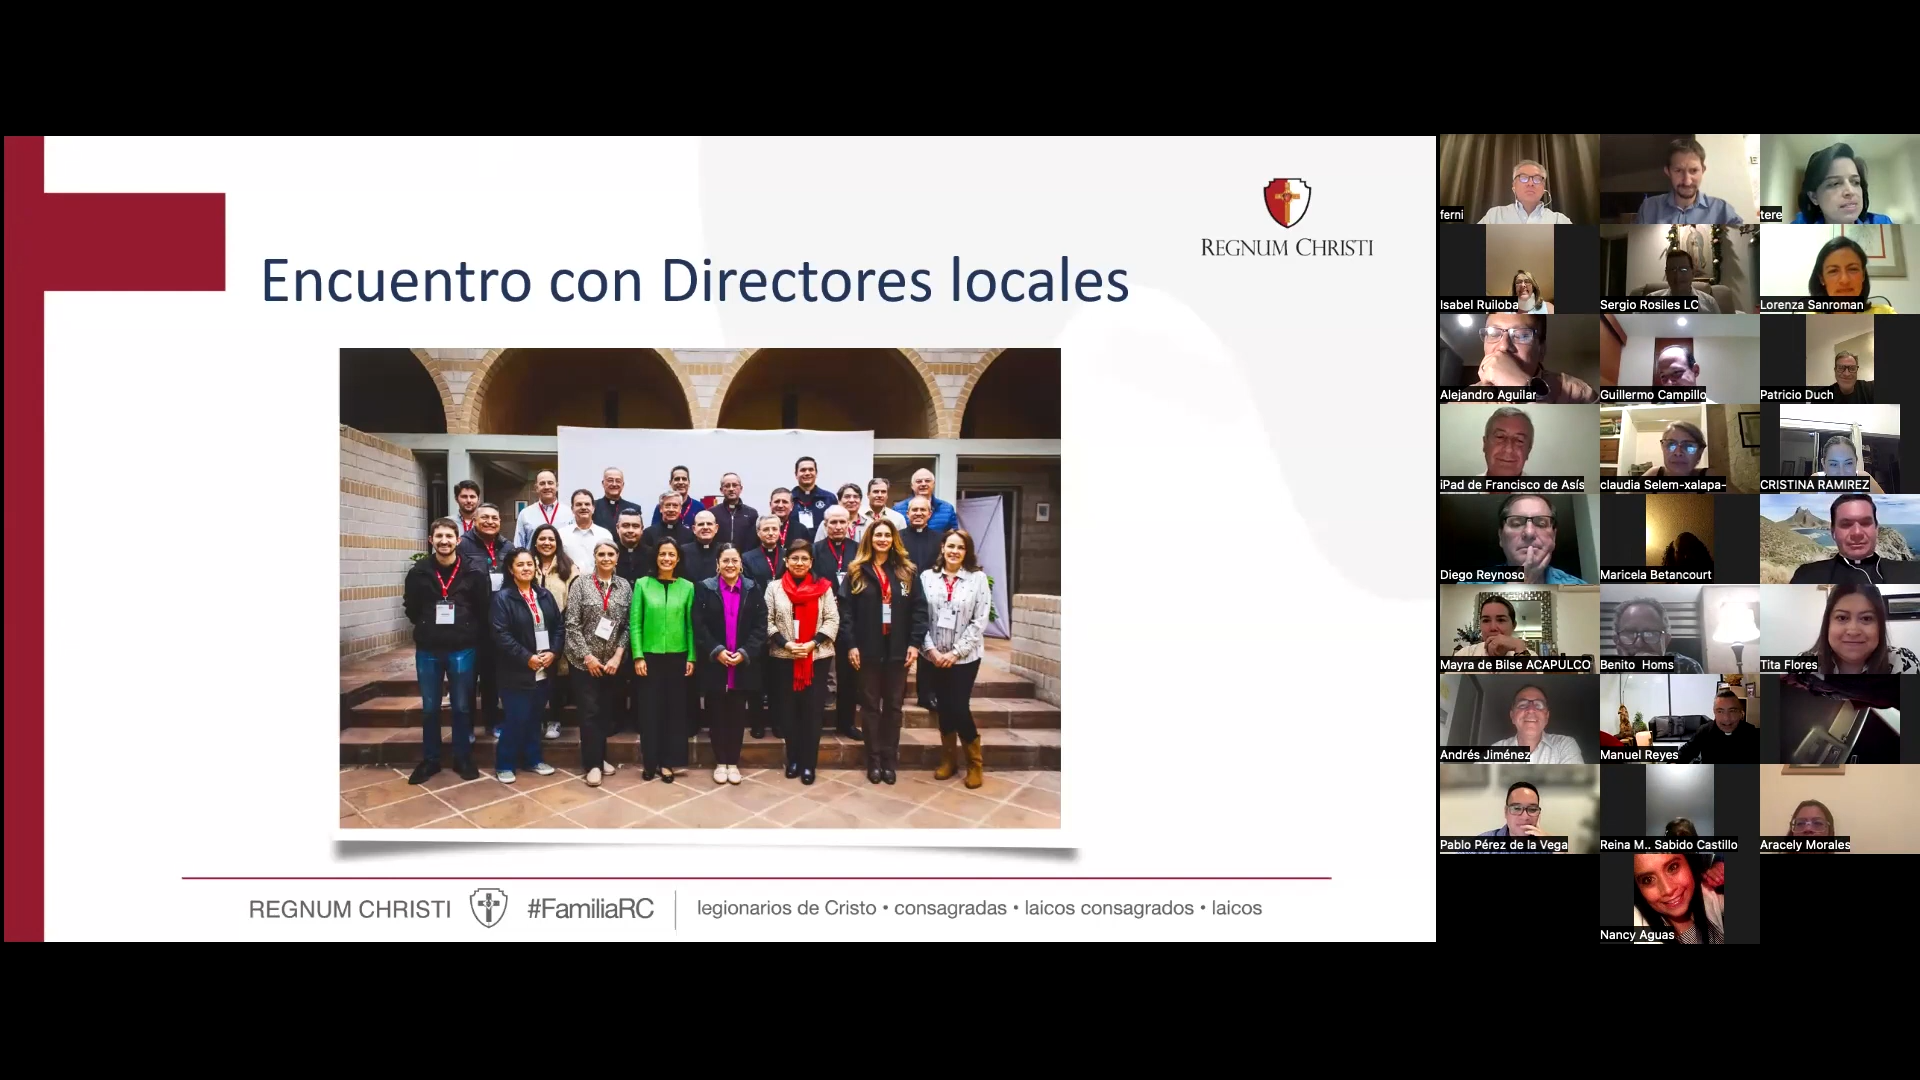 Encuentro con Directores locales
REGNUM CHRISTI
REGNUM CHRISTI
#FamiliaRC
legionarios de Cristo • consagradas • laicos consagrados • laicos
ferni
tere
Isabel Ruiloba
Sergio Rosiles LC
Lorenza Sanroman
Alejandro Aguilar
Guillermo Campillo
Patricio Duch
iPad de Francisco de Asís
claudia Selem-xalapa-
CRISTINA RAMIREZ
Diego Reynoso
Maricela Betancourt
Mayra de Bilse ACAPULCO
Benito Homs
Tita Flores
Andrés Jiménez
Manuel Reyes
Pablo Pérez de la Vega
Reina M.. Sabido Castillo
Aracely Morales
Nancy Aguas